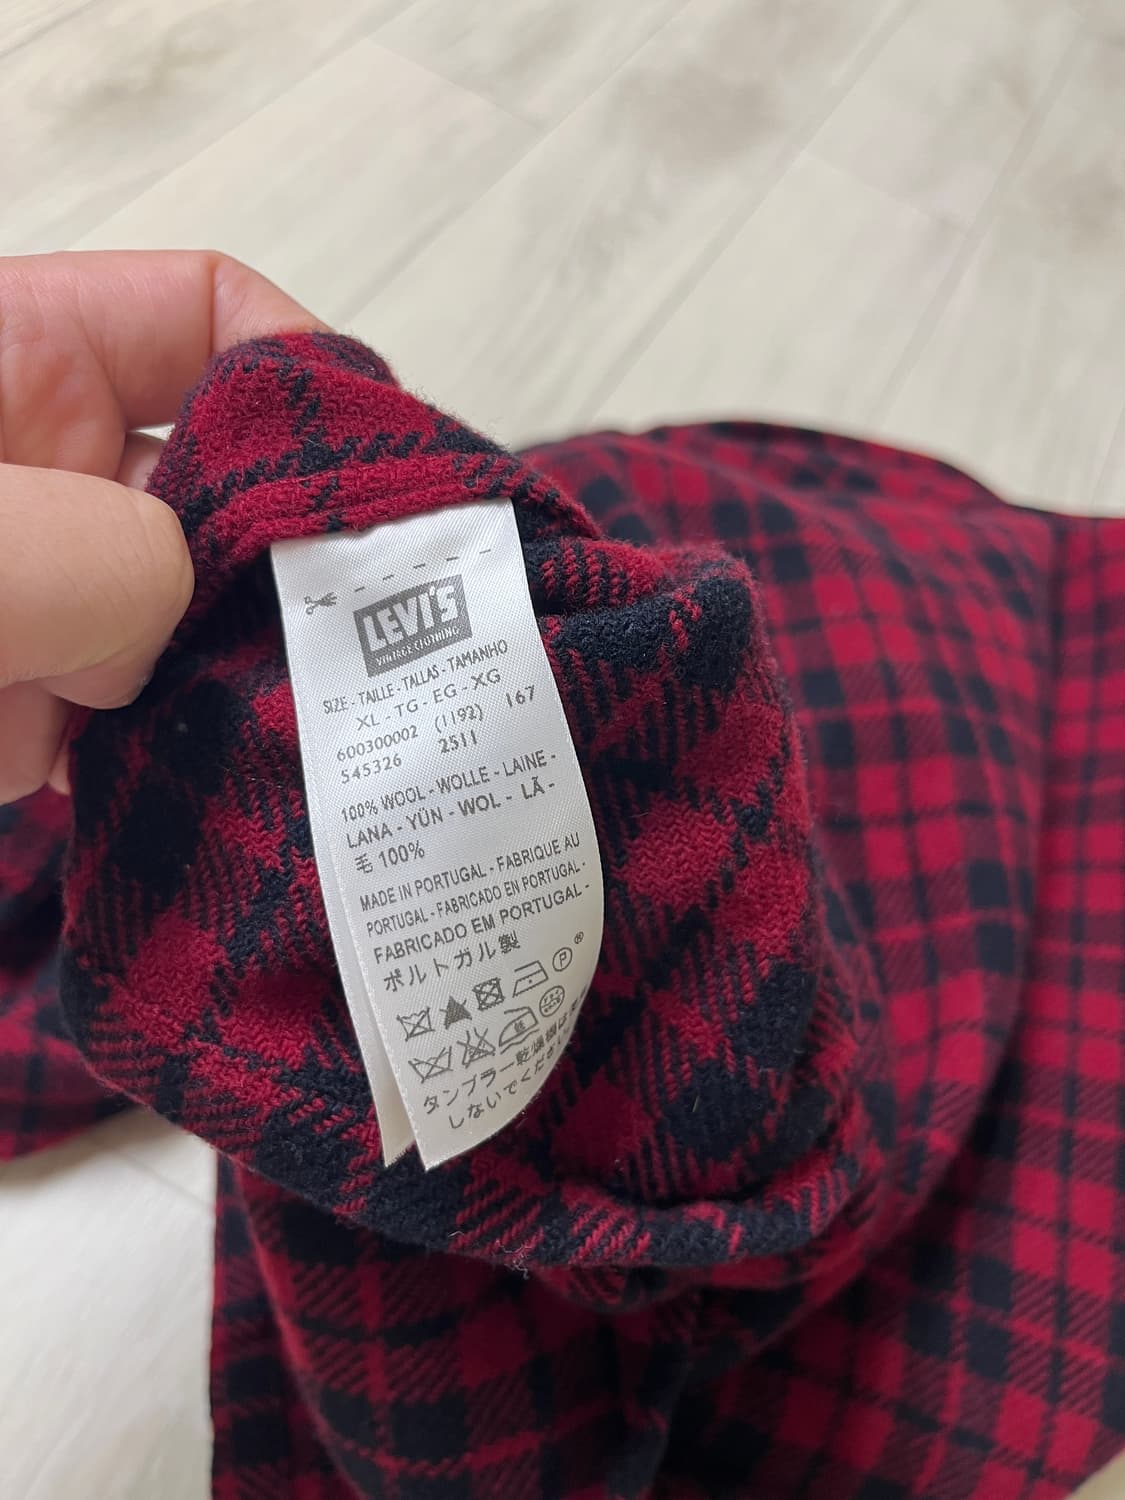 LEVI'S
VINTAGE CLOTHING
SIZE - TAILLE - TALLAS - TAMANHO
XL - TG - EG - XG
600300002 (1192) 167
545326 2511
100% WOOL - WOLLE - LAINE -
LANA - YÜN - WOL - LÃ -
毛 100%
MADE IN PORTUGAL - FABRIQUE AU
PORTUGAL - FABRICADO EN PORTUGAL -
FABRICADO EM PORTUGAL -
ポルトガル製
P ®
タンブラー乾燥機は
しないでくださ